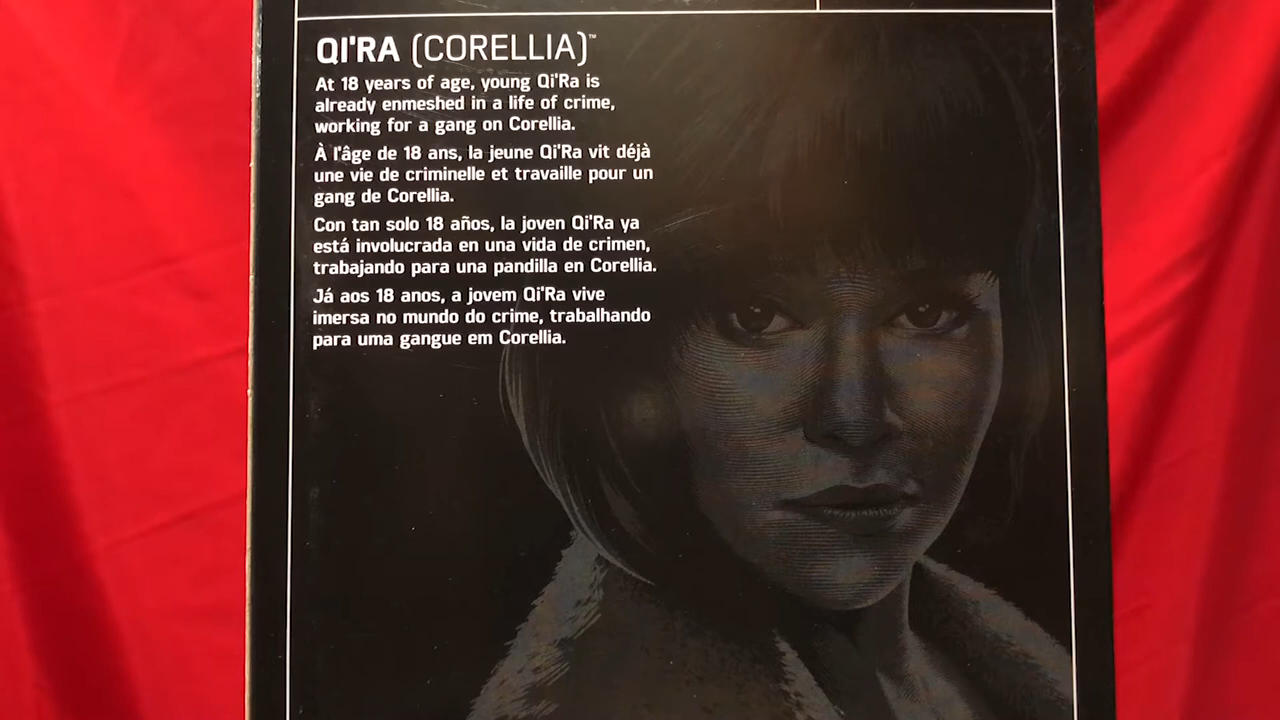 QI'RA (CORELLIA)™
At 18 years of age, young Qi'Ra is
already enmeshed in a life of crime,
working for a gang on Corellia.
À l'âge de 18 ans, la jeune Qi'Ra vit déjà
une vie de criminelle et travaille pour un
gang de Corellia.
Con tan solo 18 años, la joven Qi'Ra ya
está involucrada en una vida de crimen,
trabajando para una pandilla en Corellia.
Já aos 18 anos, a jovem Qi'Ra vive
imersa no mundo do crime, trabalhando
para uma gangue em Corellia.